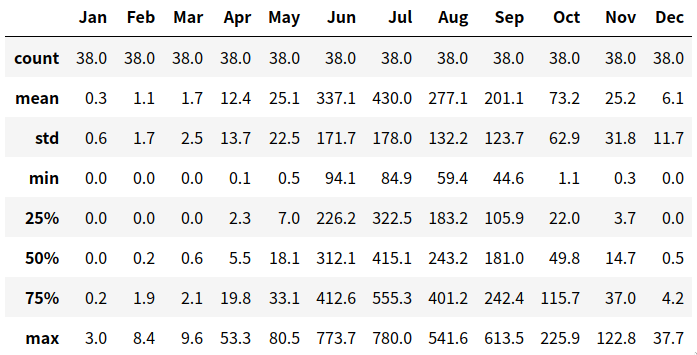 Jan Feb Mar Apr May Jun Jul Aug Sep Oct Nov Dec
count 38.0 38.0 38.0 38.0 38.0 38.0 38.0 38.0 38.0 38.0 38.0 38.0
mean 0.3 1.1 1.7 12.4 25.1 337.1 430.0 277.1 201.1 73.2 25.2 6.1
std 0.6 1.7 2.5 13.7 22.5 171.7 178.0 132.2 123.7 62.9 31.8 11.7
min 0.0 0.0 0.0 0.1 0.5 94.1 84.9 59.4 44.6 1.1 0.3 0.0
25% 0.0 0.0 0.0 2.3 7.0 226.2 322.5 183.2 105.9 22.0 3.7 0.0
50% 0.0 0.2 0.6 5.5 18.1 312.1 415.1 243.2 181.0 49.8 14.7 0.5
75% 0.2 1.9 2.1 19.8 33.1 412.6 555.3 401.2 242.4 115.7 37.0 4.2
max 3.0 8.4 9.6 53.3 80.5 773.7 780.0 541.6 613.5 225.9 122.8 37.7